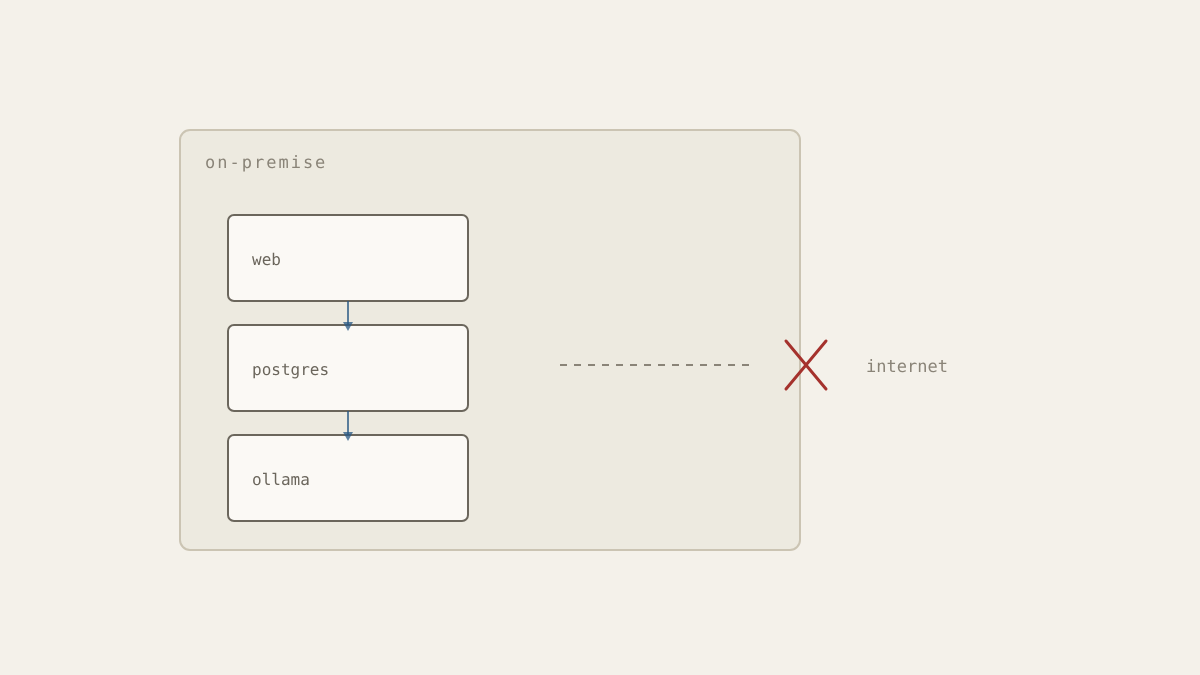 on-premise
web
postgres
internet
ollama